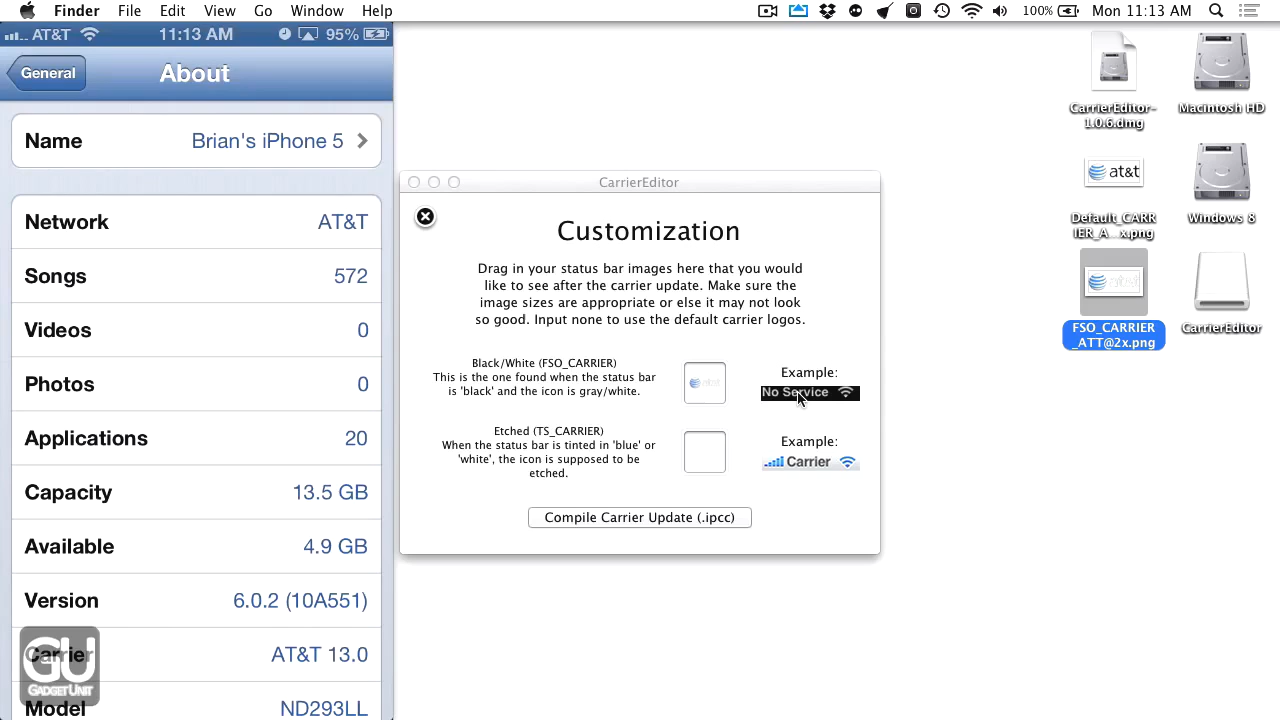 Finder File Edit View Go Window Help
100% Mon 11:13 AM
AT&T 11:13 AM 95%
General About
Name Brian's iPhone 5
Network AT&T
Songs 572
Videos 0
Photos 0
Applications 20
Capacity 13.5 GB
Available 4.9 GB
Version 6.0.2 (10A551)
Carrier AT&T 13.0
Model ND293LL
GU
GADGETUNIT
CarrierEditor
Customization
Drag in your status bar images here that you would
like to see after the carrier update. Make sure the
image sizes are appropriate or else it may not look
so good. Input none to use the default carrier logos.
Black/White (FSO_CARRIER)
This is the one found when the status bar
is 'black' and the icon is gray/white.
at&t
Example:
No Service
Etched (TS_CARRIER)
When the status bar is tinted in 'blue' or
'white', the icon is supposed to be
etched.
Example:
Carrier
Compile Carrier Update (.ipcc)
CarrierEditor-
1.0.6.dmg
Macintosh HD
at&t
Default_CARR
IER_A...x.png
Windows 8
at&t
FSO_CARRIER
_ATT@2x.png
CarrierEditor